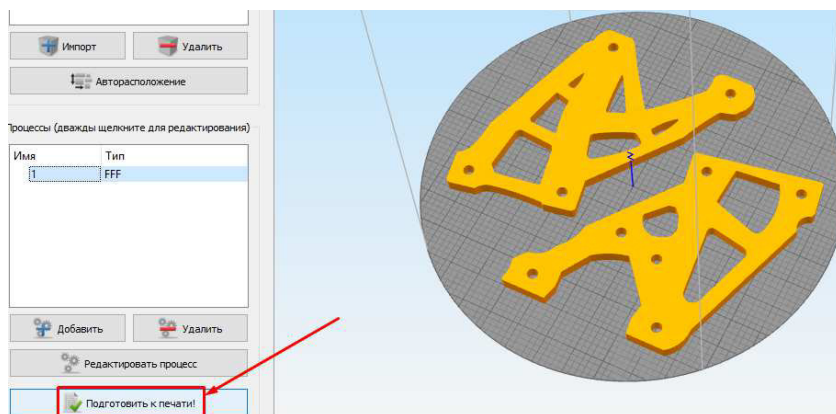 Импорт
Удалить
Авторасположение
Процессы (дважды щелкните для редактирования)
Имя Тип
1 FFF
Добавить
Удалить
Редактировать процесс
Подготовить к печати!
Z